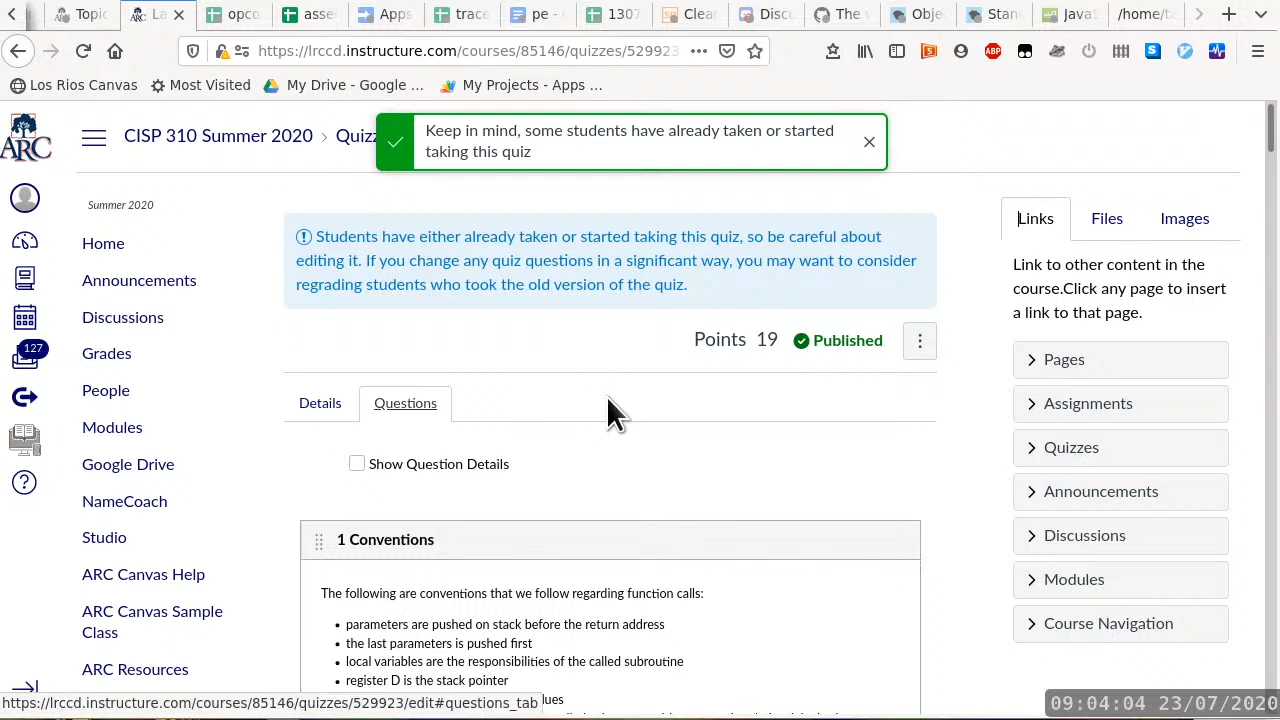 Topic
La
opco
asse
Apps
trace
pe -
1307
Clear
Disco
The
Obje
Stan
Java
/home/t
https://lrccd.instructure.com/courses/85146/quizzes/529923
Los Rios Canvas
Most Visited
My Drive - Google ...
My Projects - Apps ...
ARC
CISP 310 Summer 2020 › Quizz
Keep in mind, some students have already taken or started
taking this quiz
Summer 2020
Home
Announcements
Discussions
Grades
People
Modules
Google Drive
NameCoach
Studio
ARC Canvas Help
ARC Canvas Sample
Class
ARC Resources
127
Students have either already taken or started taking this quiz, so be careful about
editing it. If you change any quiz questions in a significant way, you may want to consider
regrading students who took the old version of the quiz.
Points 19 Published
Details Questions
Show Question Details
1 Conventions
The following are conventions that we follow regarding function calls:
• parameters are pushed on stack before the return address
• the last parameters is pushed first
• local variables are the responsibilities of the called subroutine
• register D is the stack pointer
lues
Links Files Images
Link to other content in the
course.Click any page to insert
a link to that page.
Pages
Assignments
Quizzes
Announcements
Discussions
Modules
Course Navigation
https://lrccd.instructure.com/courses/85146/quizzes/529923/edit#questions_tab
09:04:04 23/07/2020